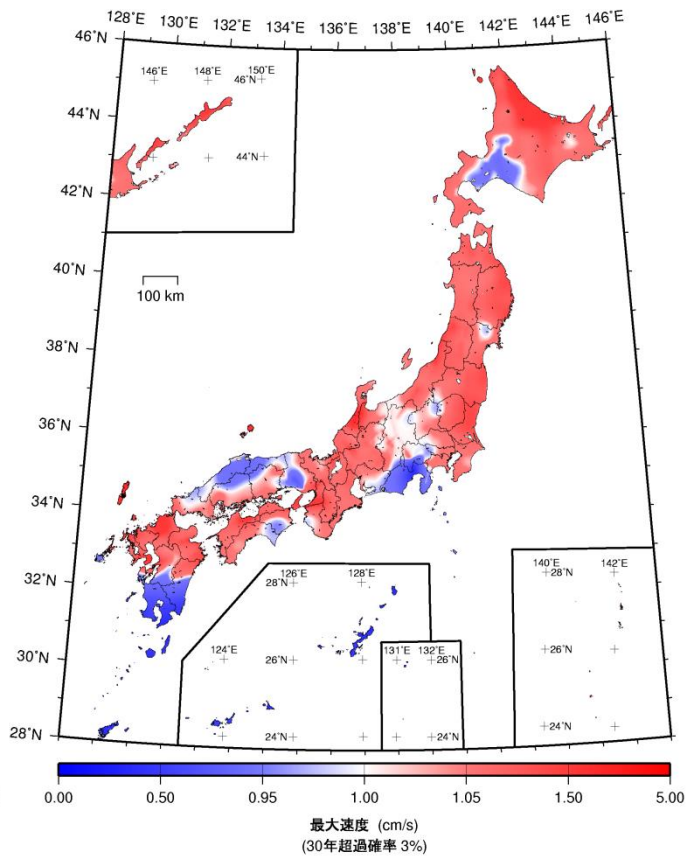 128˚E 130˚E 132˚E 134˚E 136˚E 138˚E 140˚E 142˚E 144˚E 146˚E
46˚N
146˚E 148˚E 150˚E
46˚N
44˚N
44˚N
42˚N
40˚N
100 km
38˚N
36˚N
34˚N
32˚N
126˚E 128˚E
28˚N
140˚E 142˚E
28˚N
30˚N
124˚E
26˚N
131˚E 132˚E
26˚N
26˚N
28˚N
24˚N
24˚N
24˚N
0.00 0.50 0.95 1.00 1.05 1.50 5.00
最大速度 (cm/s)
(30年超過確率 3%)